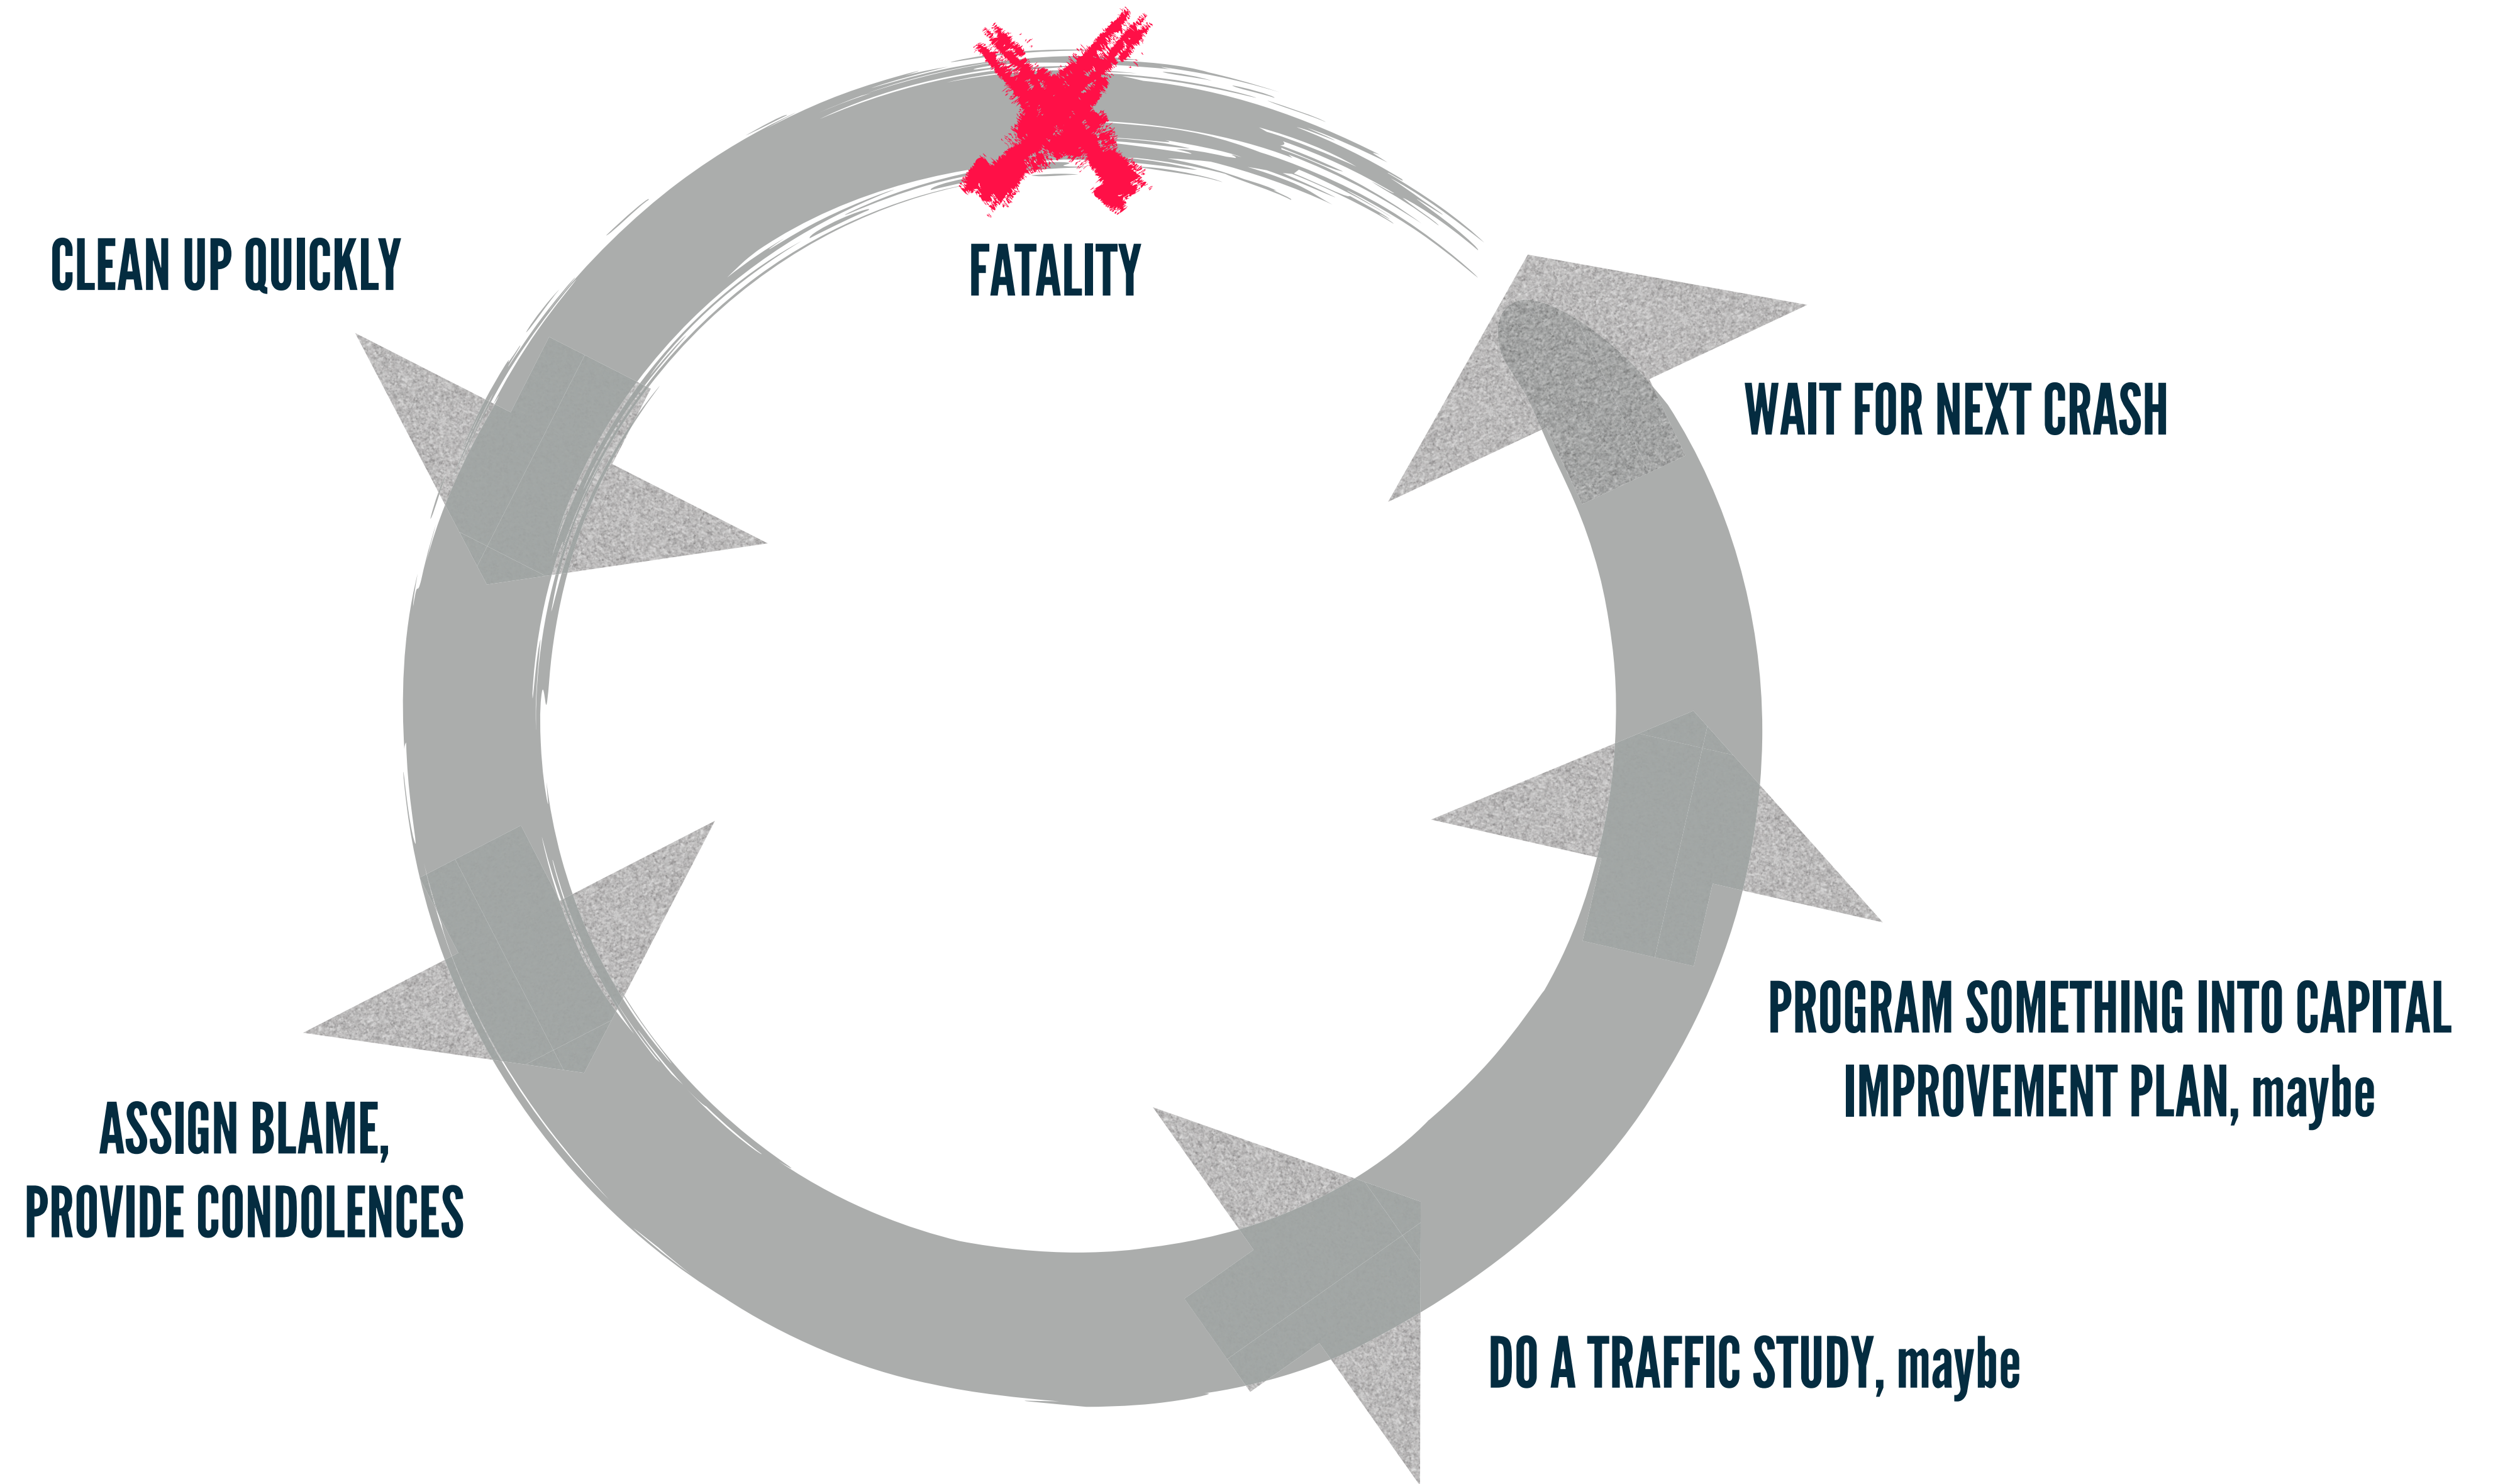 FATALITY
CLEAN UP QUICKLY
ASSIGN BLAME,
PROVIDE CONDOLENCES
DO A TRAFFIC STUDY, maybe
PROGRAM SOMETHING INTO CAPITAL
IMPROVEMENT PLAN, maybe
WAIT FOR NEXT CRASH